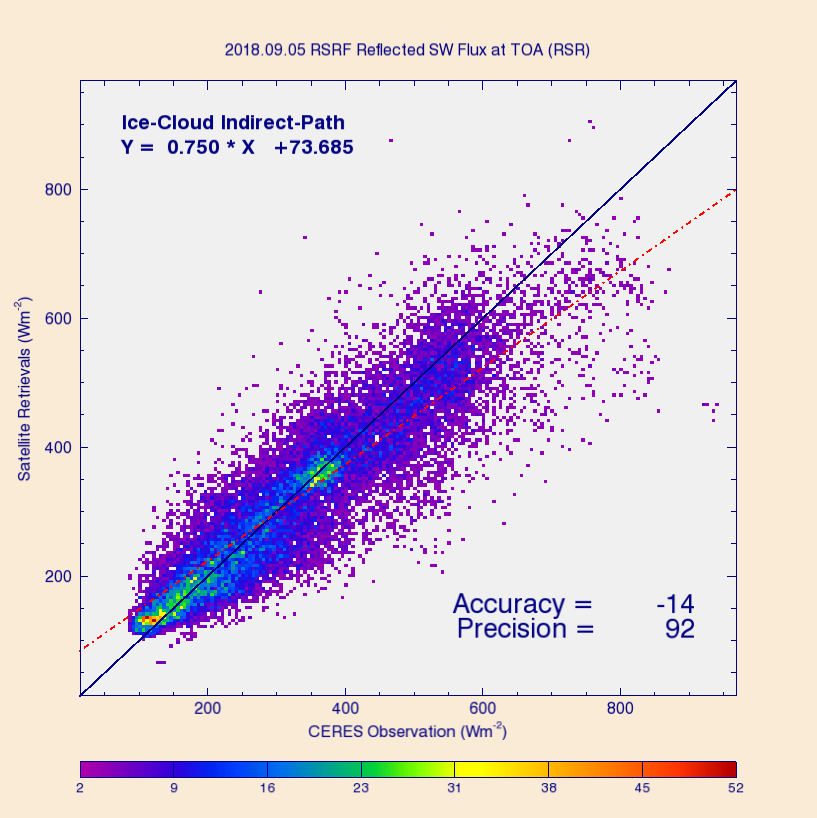 2018.09.05 RSRF Reflected SW Flux at TOA (RSR)
Ice-Cloud Indirect-Path
Y = 0.750 * X +73.685
Satellite Retrievals (Wm⁻²)
800
600
400
200
Accuracy = -14
Precision = 92
200 400 600 800
CERES Observation (Wm⁻²)
2 9 16 23 31 38 45 52